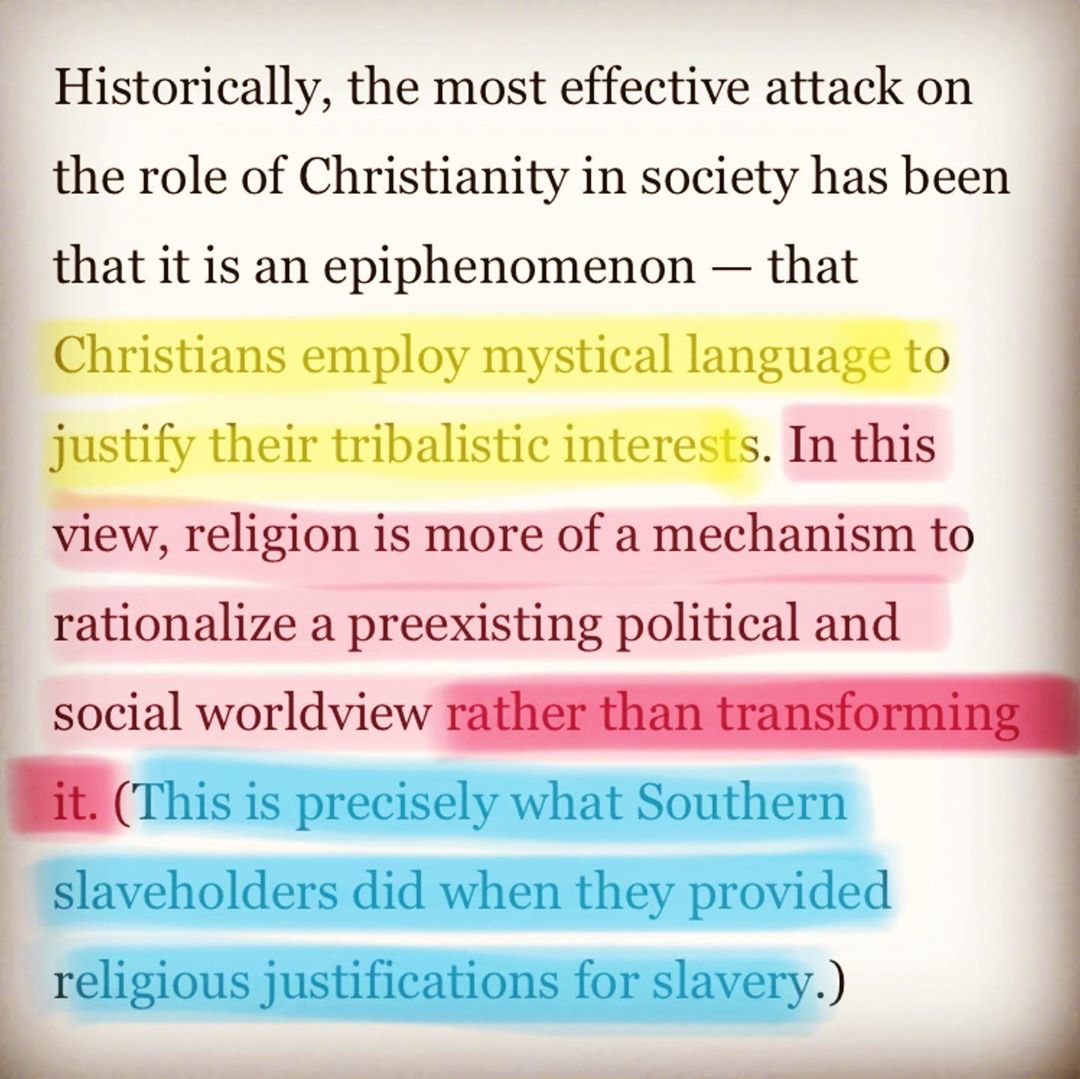 Historically, the most effective attack on
the role of Christianity in society has been
that it is an epiphenomenon — that
Christians employ mystical language to
justify their tribalistic interests. In this
view, religion is more of a mechanism to
rationalize a preexisting political and
social worldview rather than transforming
it. (This is precisely what Southern
slaveholders did when they provided
religious justifications for slavery.)